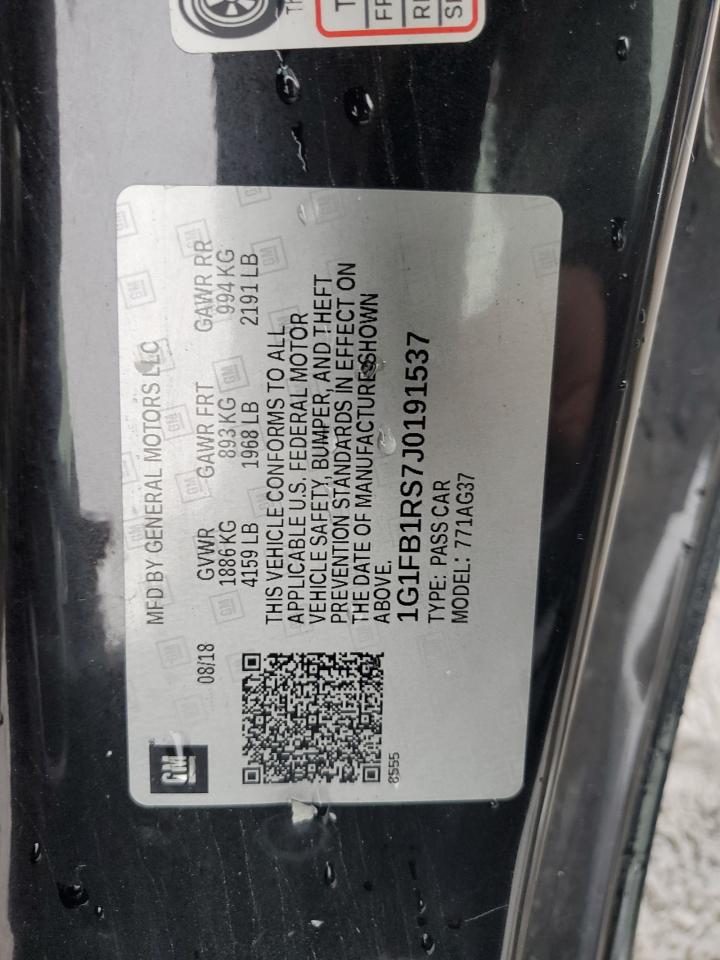 GM
MFD BY GENERAL MOTORS LLC
08/18
GVWR GAWR FRT GAWR RR
1886 KG 893 KG 994 KG
4159 LB 1968 LB 2191 LB
THIS VEHICLE CONFORMS TO ALL
APPLICABLE U.S. FEDERAL MOTOR
VEHICLE SAFETY, BUMPER, AND THEFT
PREVENTION STANDARDS IN EFFECT ON
THE DATE OF MANUFACTURE SHOWN
ABOVE.
1G1FB1RS7J0191537
TYPE: PASS CAR
MODEL: 771AG37